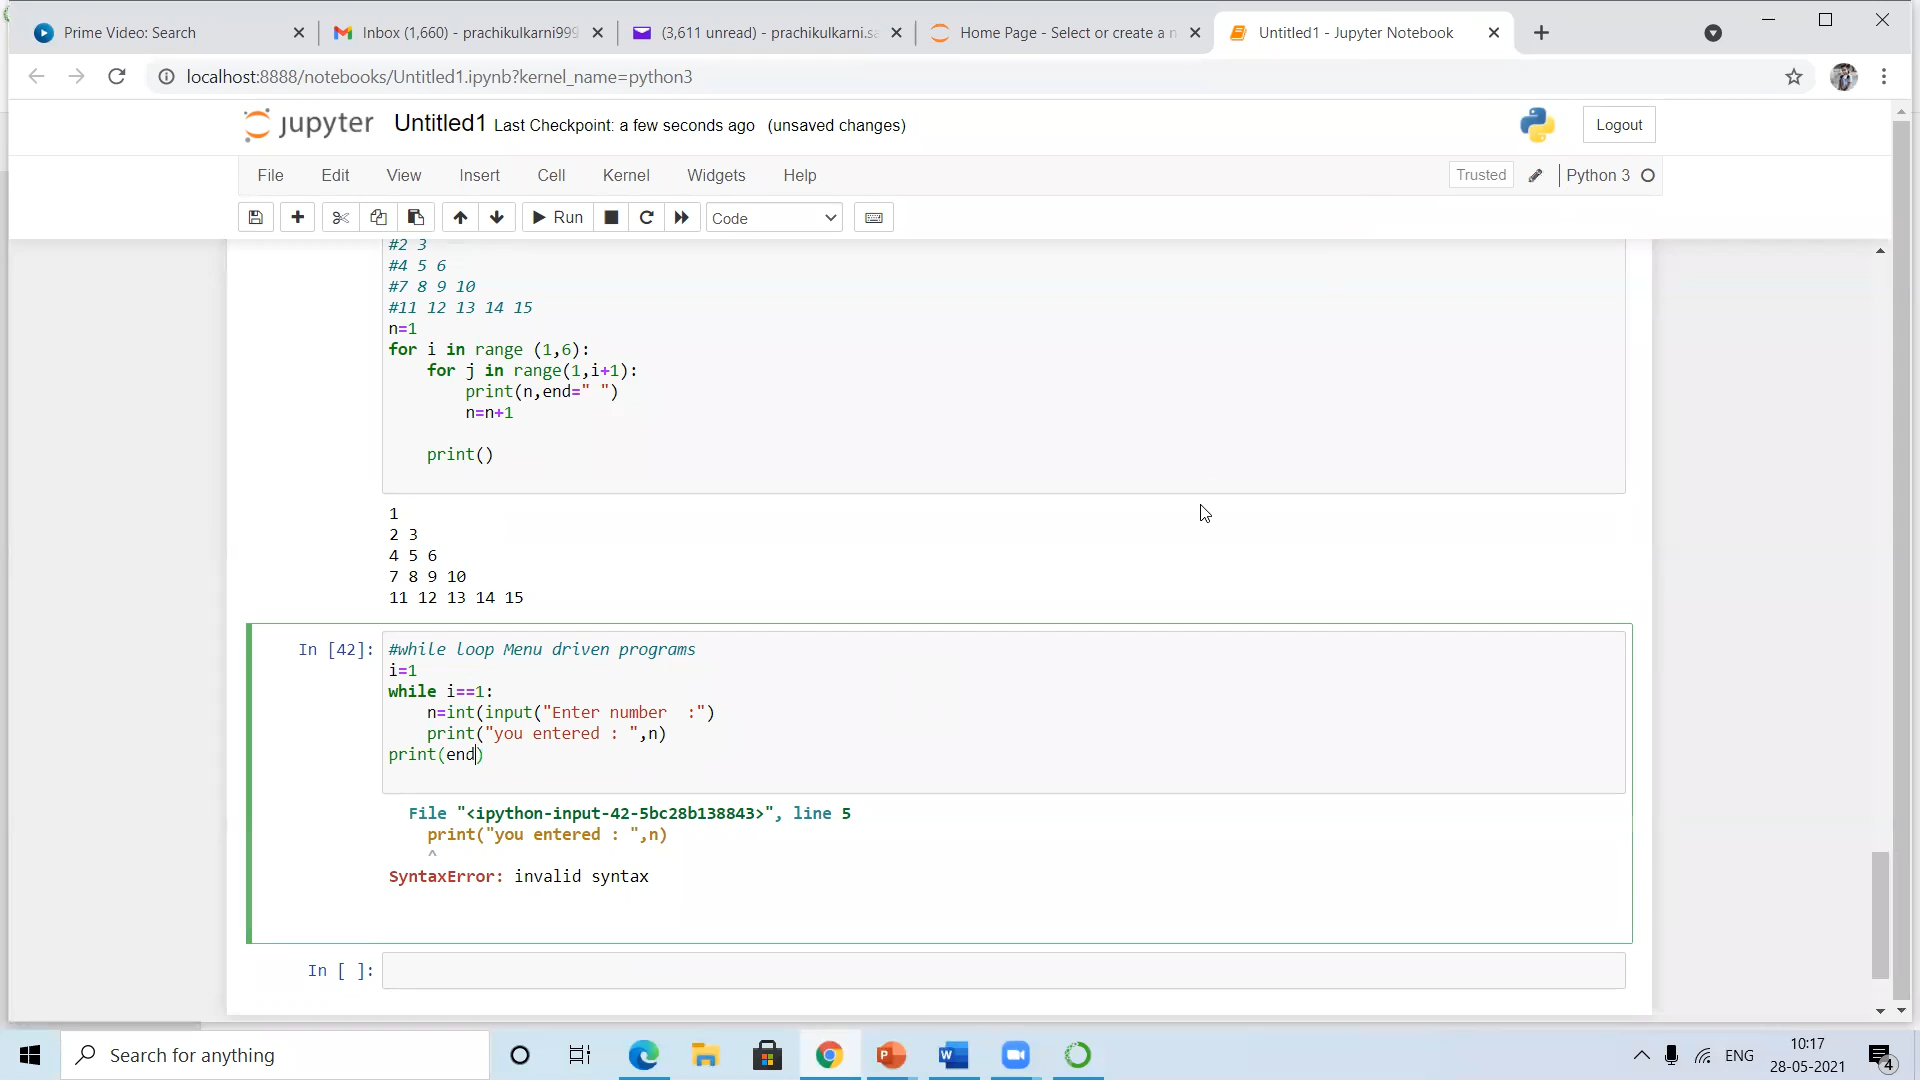 Prime Video: Search
Inbox (1,660) - prachikulkarni999
(3,611 unread) - prachikulkarni.sa
Home Page - Select or create a n
Untitled1 - Jupyter Notebook
localhost:8888/notebooks/Untitled1.ipynb?kernel_name=python3
jupyter Untitled1 Last Checkpoint: a few seconds ago (unsaved changes)
Logout
File Edit View Insert Cell Kernel Widgets Help
Trusted
Python 3
Run
Code
#2 3
#4 5 6
#7 8 9 10
#11 12 13 14 15
n=1
for i in range (1,6):
    for j in range(1,i+1):
        print(n,end=" ")
        n=n+1
    print()
1
2 3
4 5 6
7 8 9 10
11 12 13 14 15
In [42]: #while loop Menu driven programs
i=1
while i==1:
    n=int(input("Enter number  :")
    print("you entered : ",n)
print(end)
File "<ipython-input-42-5bc28b138843>", line 5
    print("you entered : ",n)
    ^
SyntaxError: invalid syntax
In [ ]:
Search for anything
ENG
10:17
28-05-2021
4